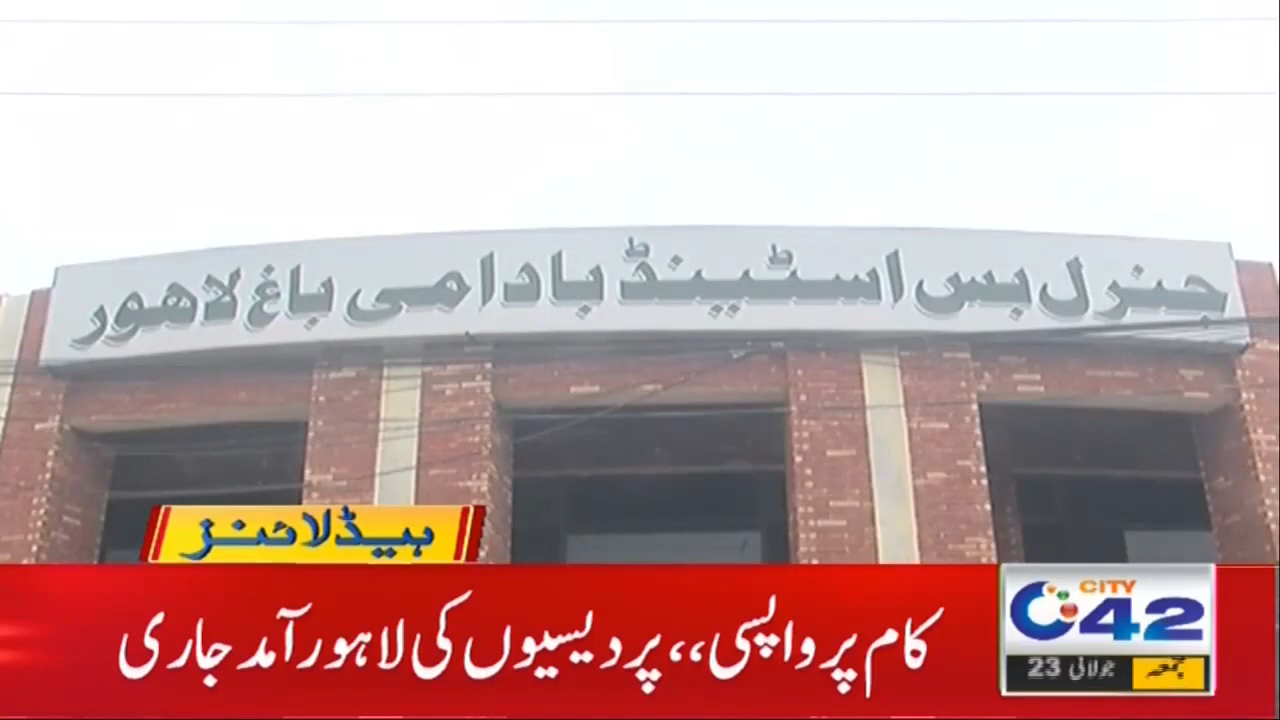 جنرل بس اسٹینڈ بادامی باغ لاہور
ہیڈلائنز
کام پر واپسی،، پردیسیوں کی لاہور آمد جاری
CITY
42
جمعہ
23 جولائی